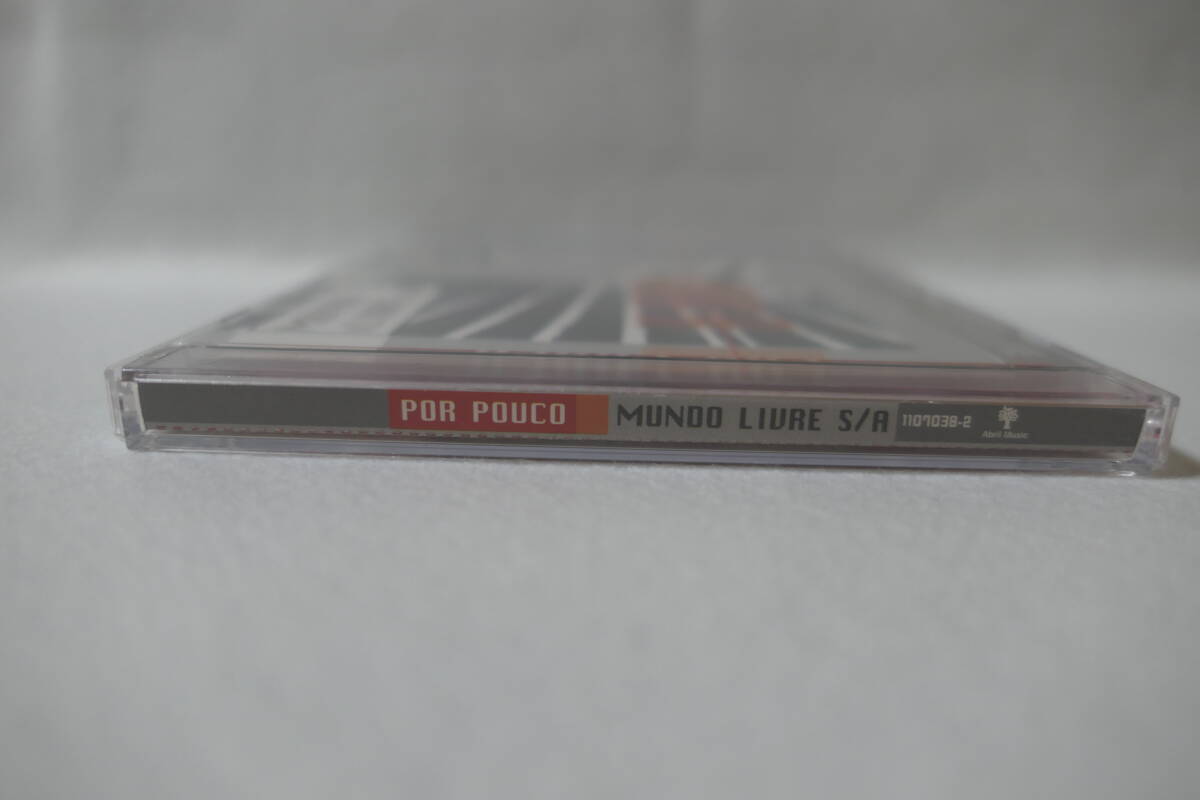 POR POUCO MUNDO LIVRE S/A 1107038-2
Abril Music